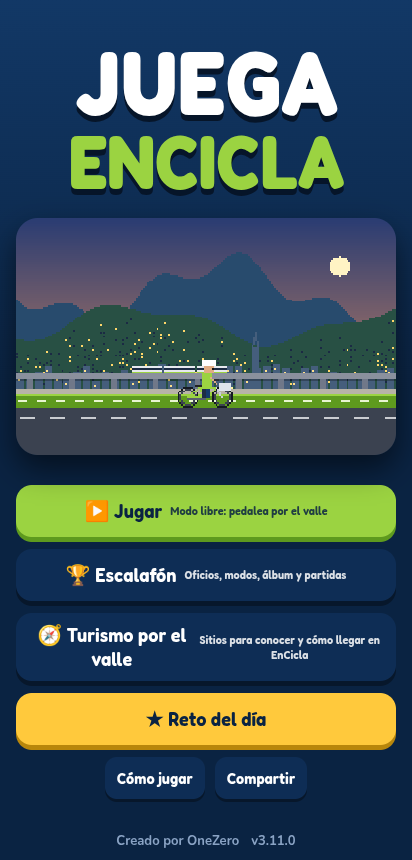 JUEGA
ENCICLA
▶️ Jugar Modo libre: pedalea por el valle
🏆 Escalafón Oficios, modos, álbum y partidas
🧭 Turismo por el valle
Sitios para conocer y cómo llegar en EnCicla
★ Reto del día
Cómo jugar Compartir
Creado por OneZero v3.11.0